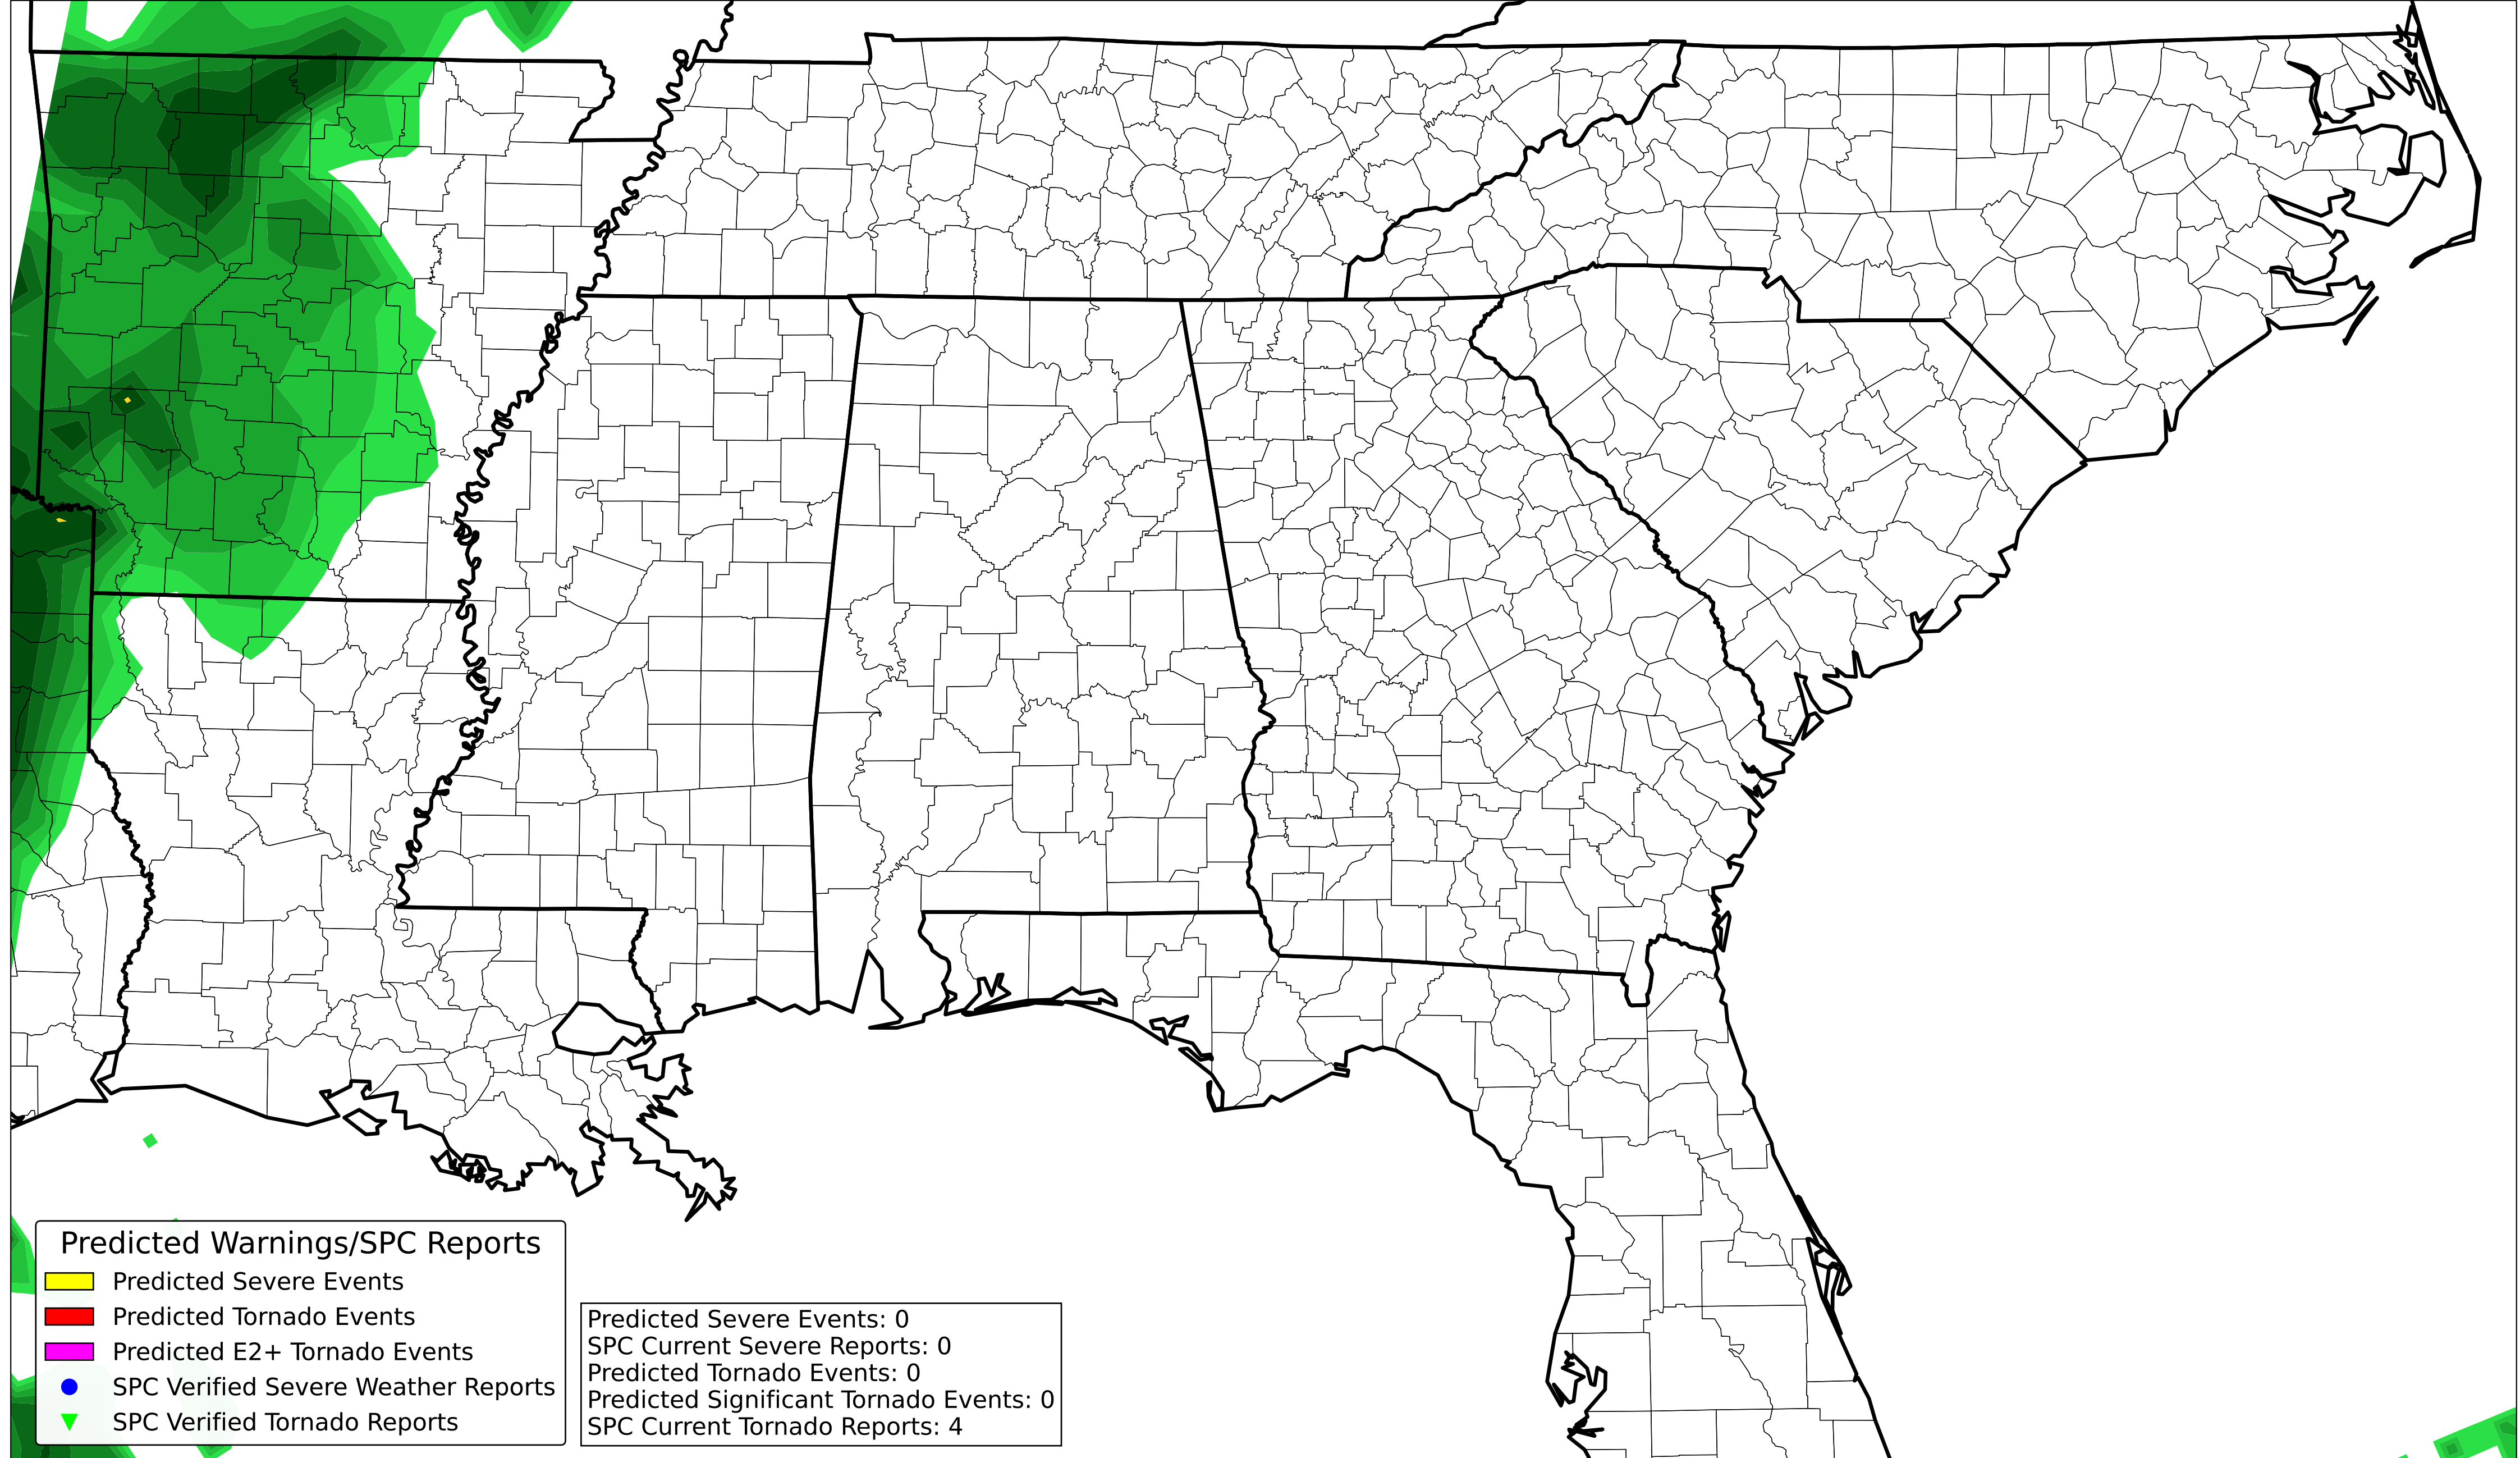 Predicted Warnings/SPC Reports
Predicted Severe Events
Predicted Tornado Events
Predicted E2+ Tornado Events
SPC Verified Severe Weather Reports
SPC Verified Tornado Reports
Predicted Severe Events: 0
SPC Current Severe Reports: 0
Predicted Tornado Events: 0
Predicted Significant Tornado Events: 0
SPC Current Tornado Reports: 4